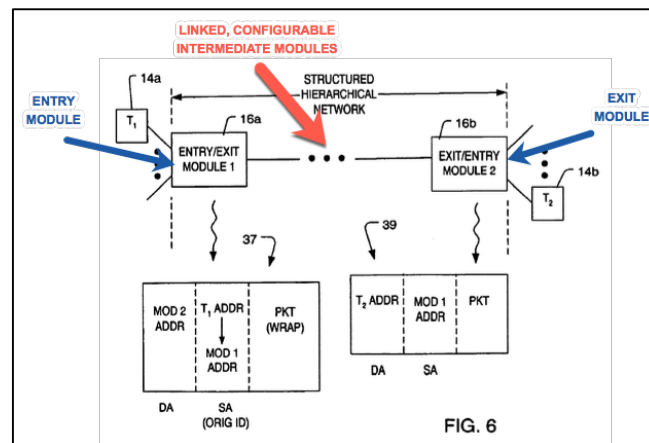 LINKED, CONFIGURABLE
INTERMEDIATE MODULES
ENTRY
MODULE
EXIT
MODULE
14a
T1
STRUCTURED
HIERARCHICAL
NETWORK
16a
16b
ENTRY/EXIT
MODULE 1
EXIT/ENTRY
MODULE 2
14b
T2
37
39
MOD 2
ADDR
T1 ADDR
MOD 1
ADDR
PKT
(WRAP)
T2 ADDR
MOD 1
ADDR
PKT
DA
SA
(ORIG ID)
DA
SA
FIG. 6